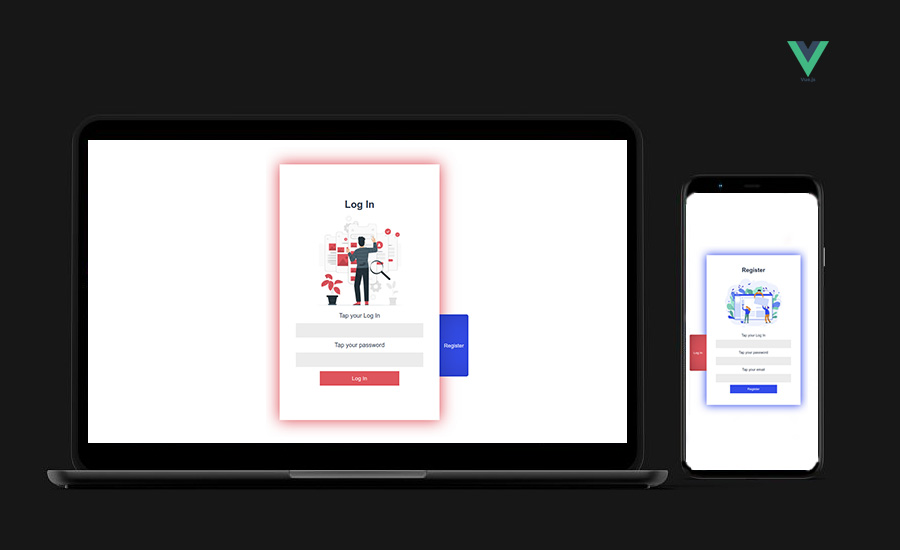 Vue.js
Log In
Tap your Log In
Tap your password
Log In
Register
Register
Tap your Log In
Tap your password
Tap your email
Register
Log In